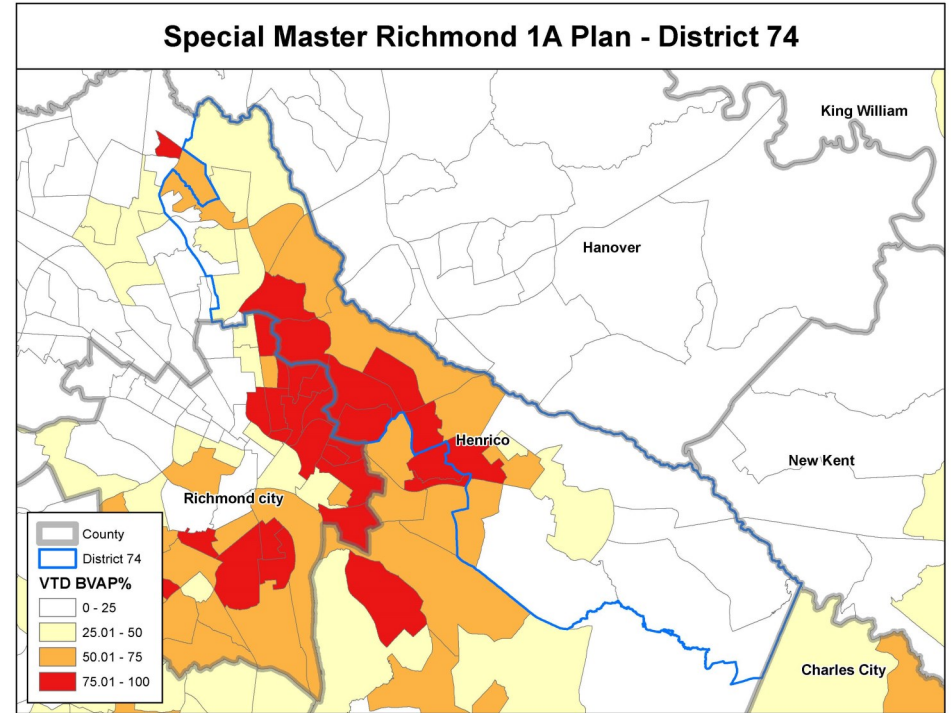 Special Master Richmond 1A Plan - District 74
King William
Hanover
Henrico
New Kent
Richmond city
Charles City
County
District 74
VTD BVAP%
0 - 25
25.01 - 50
50.01 - 75
75.01 - 100